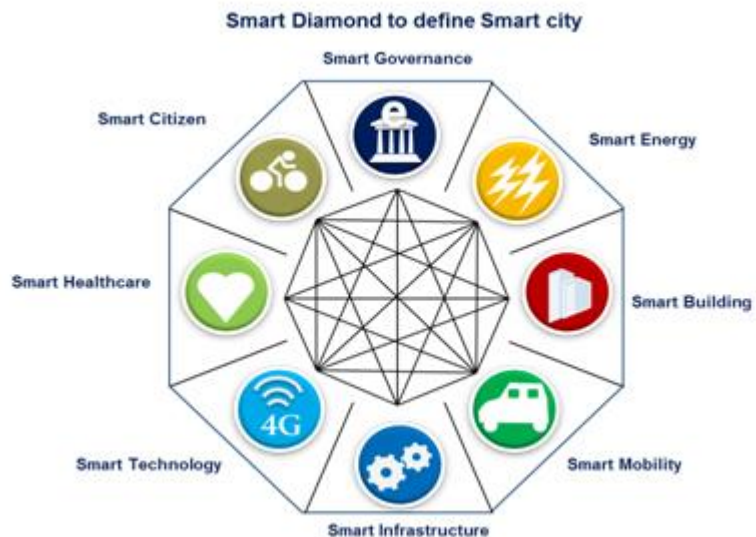 Smart Diamond to define Smart city
Smart Governance
Smart Citizen
Smart Energy
Smart Healthcare
Smart Building
4G
Smart Technology
Smart Mobility
Smart Infrastructure